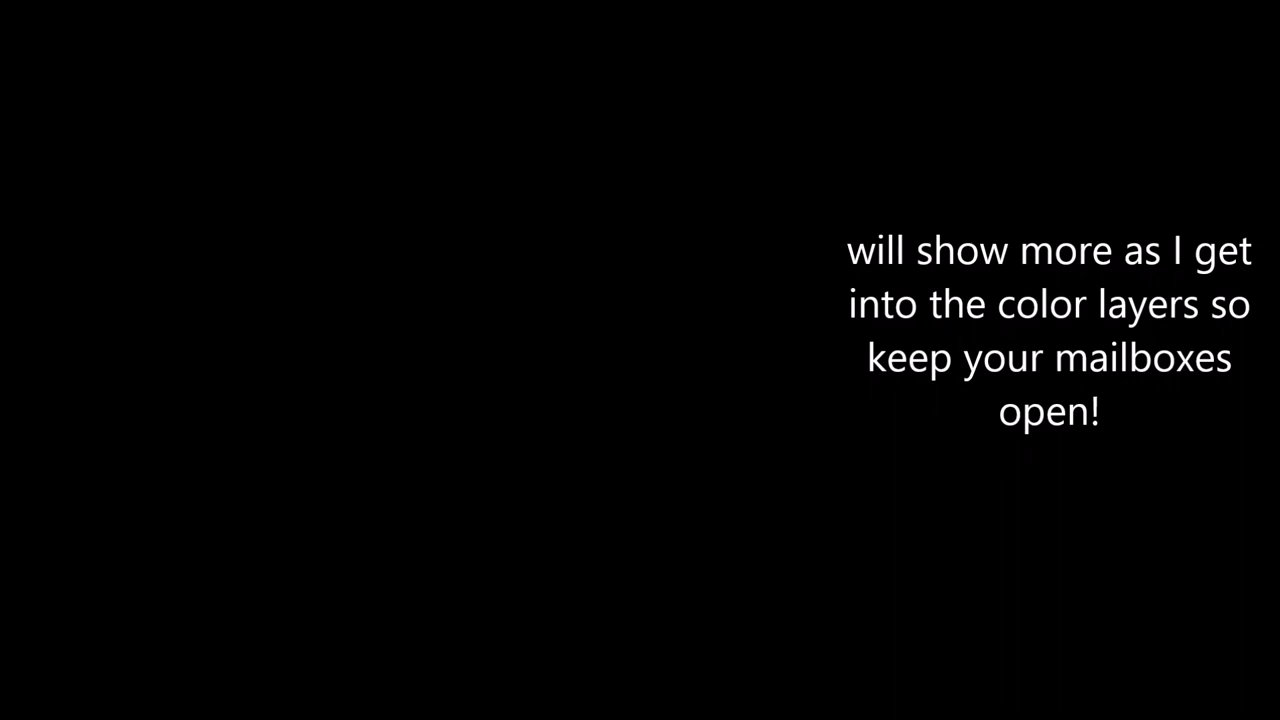 will show more as I get
into the color layers so
keep your mailboxes
open!